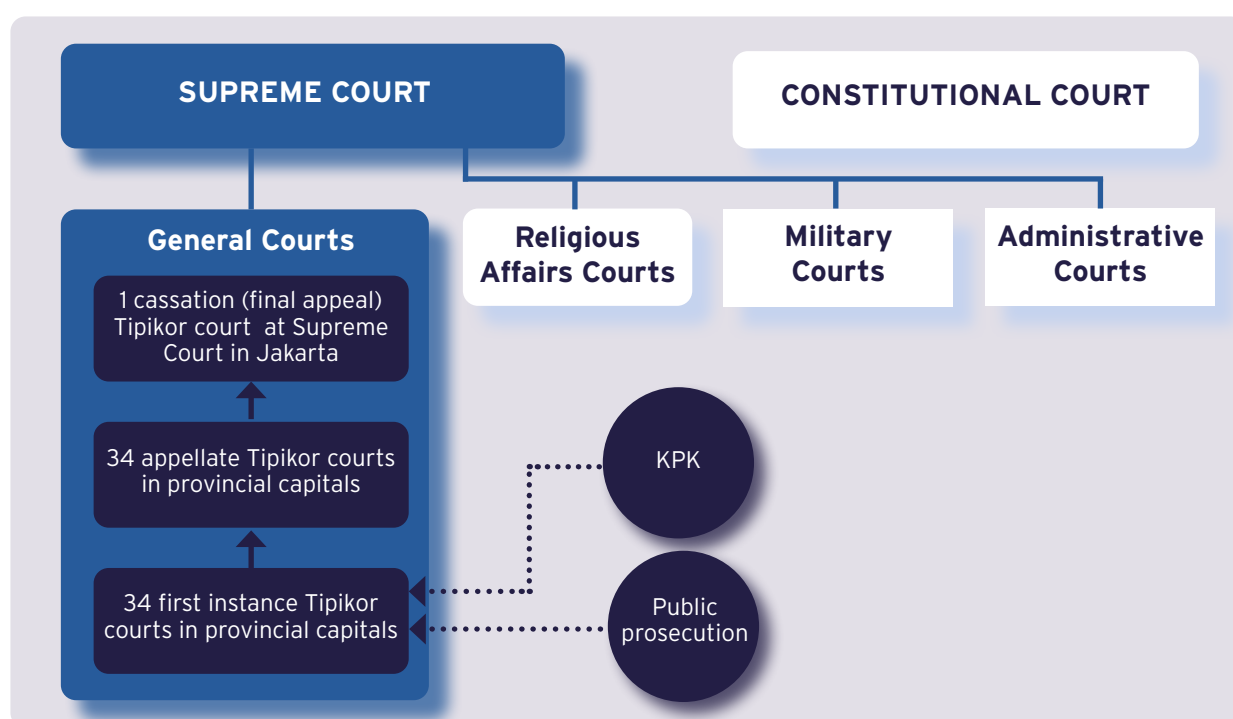 SUPREME COURT
CONSTITUTIONAL COURT
General Courts
Religious
Affairs Courts
Military
Courts
Administrative
Courts
1 cassation (final appeal)
Tipikor court at Supreme
Court in Jakarta
34 appellate Tipikor courts
in provincial capitals
KPK
34 first instance Tipikor
courts in provincial capitals
Public
prosecution